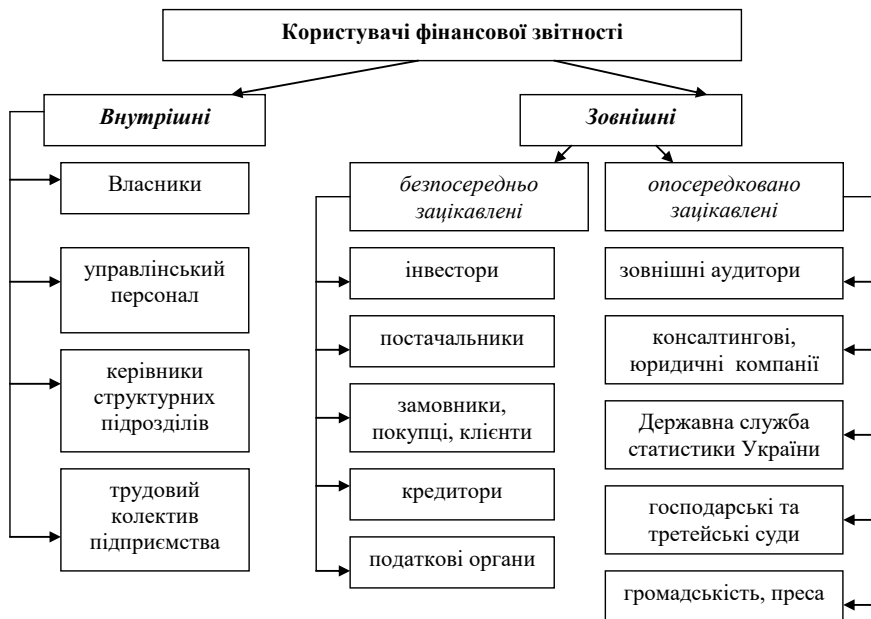 Користувачі фінансової звітності
Внутрішні
Власники
управлінський
персонал
керівники
структурних
підрозділів
трудовий
колектив
підприємства
Зовнішні
безпосередньо
зацікавлені
інвестори
постачальники
замовники,
покупці, клієнти
кредитори
податкові органи
опосередковано
зацікавлені
зовнішні аудитори
консалтингові,
юридичні компанії
Державна служба
статистики України
господарські та
третейські суди
громадськість, преса